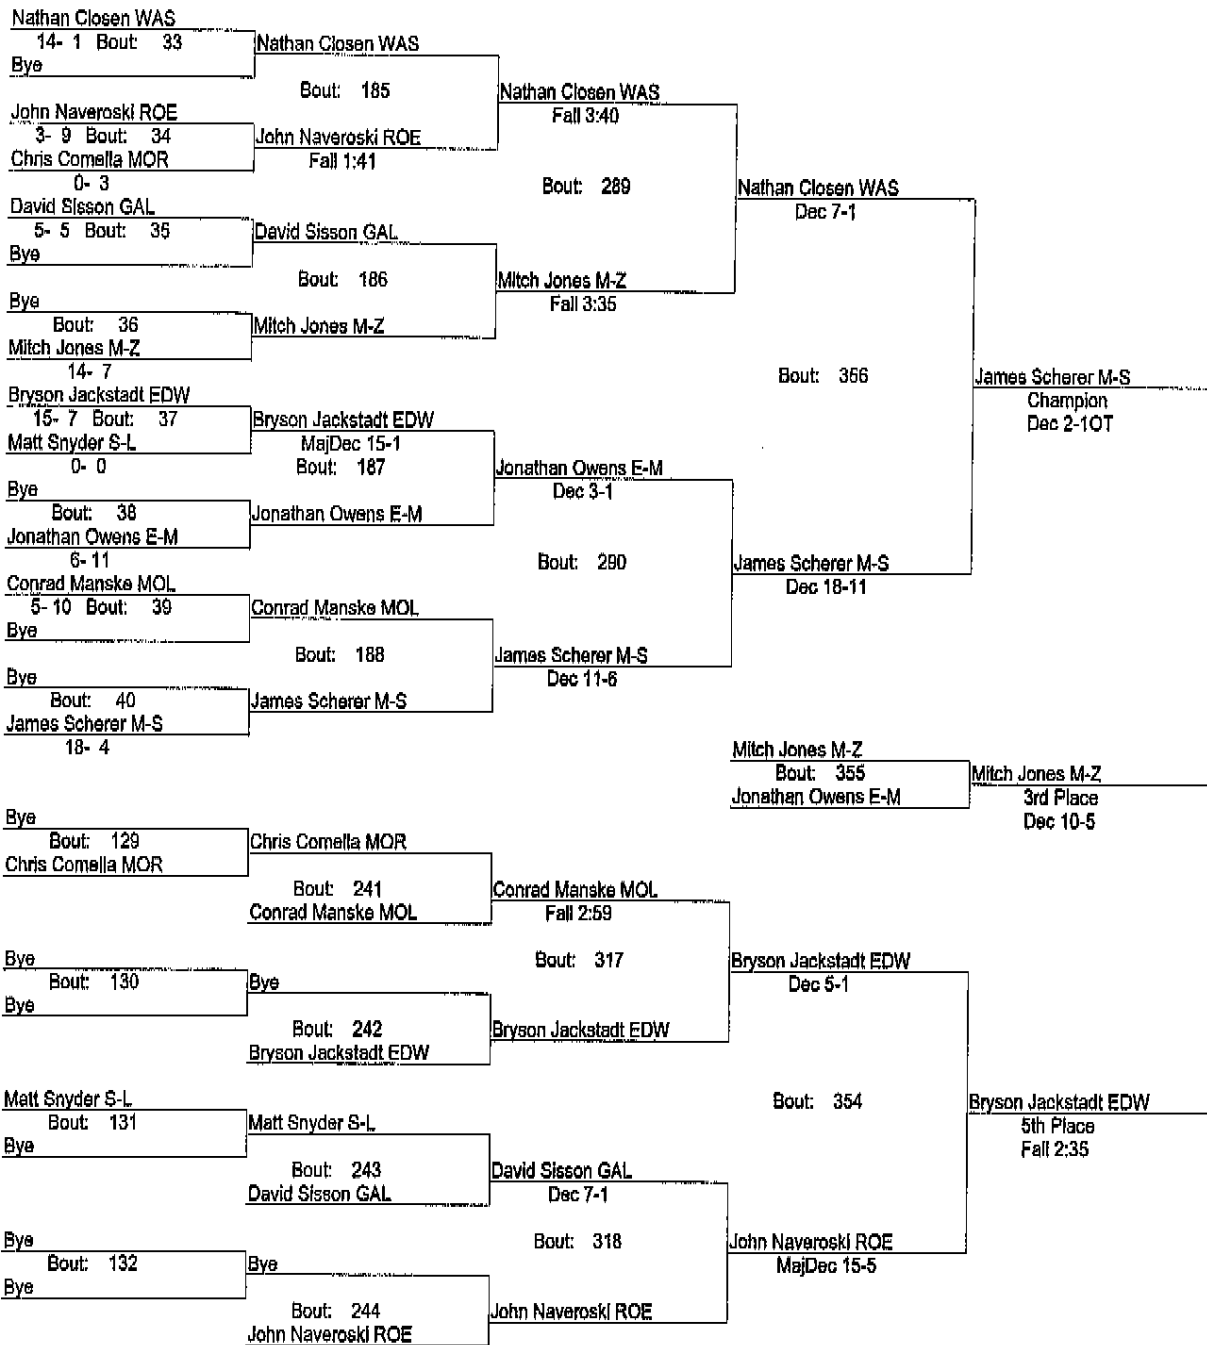 Nathan Closen WAS
14- 1 Bout: 33
Bye
Nathan Closen WAS
Bout: 185
John Naveroski ROE
3- 9 Bout: 34
Chris Comella MOR
0- 3
John Naveroski ROE
Fall 1:41
Nathan Closen WAS
Fall 3:40
Bout: 289
David Sisson GAL
5- 5 Bout: 35
Bye
David Sisson GAL
Bout: 186
Bye
Bout: 36
Mitch Jones M-Z
14- 7
Mitch Jones M-Z
Mitch Jones M-Z
Fall 3:35
Nathan Closen WAS
Dec 7-1
Bout: 356
Bryson Jackstadt EDW
15- 7 Bout: 37
Matt Snyder S-L
0- 0
Bryson Jackstadt EDW
MajDec 15-1
Bout: 187
Bye
Bout: 38
Jonathan Owens E-M
6- 11
Jonathan Owens E-M
Jonathan Owens E-M
Dec 3-1
Bout: 290
Conrad Manske MOL
5- 10 Bout: 39
Bye
Conrad Manske MOL
Bout: 188
Bye
Bout: 40
James Scherer M-S
18- 4
James Scherer M-S
James Scherer M-S
Dec 11-6
James Scherer M-S
Dec 18-11
James Scherer M-S
Champion
Dec 2-1OT
Mitch Jones M-Z
Bout: 355
Jonathan Owens E-M
Mitch Jones M-Z
3rd Place
Dec 10-5
Bye
Bout: 129
Chris Comella MOR
Chris Comella MOR
Bout: 241
Conrad Manske MOL
Conrad Manske MOL
Fall 2:59
Bout: 317
Bye
Bout: 130
Bye
Bye
Bout: 242
Bryson Jackstadt EDW
Bryson Jackstadt EDW
Bryson Jackstadt EDW
Dec 5-1
Bout: 354
Matt Snyder S-L
Bout: 131
Bye
Matt Snyder S-L
Bout: 243
David Sisson GAL
David Sisson GAL
Dec 7-1
Bout: 318
Bye
Bout: 132
Bye
Bye
Bout: 244
John Naveroski ROE
John Naveroski ROE
John Naveroski ROE
MajDec 15-5
Bryson Jackstadt EDW
5th Place
Fall 2:35